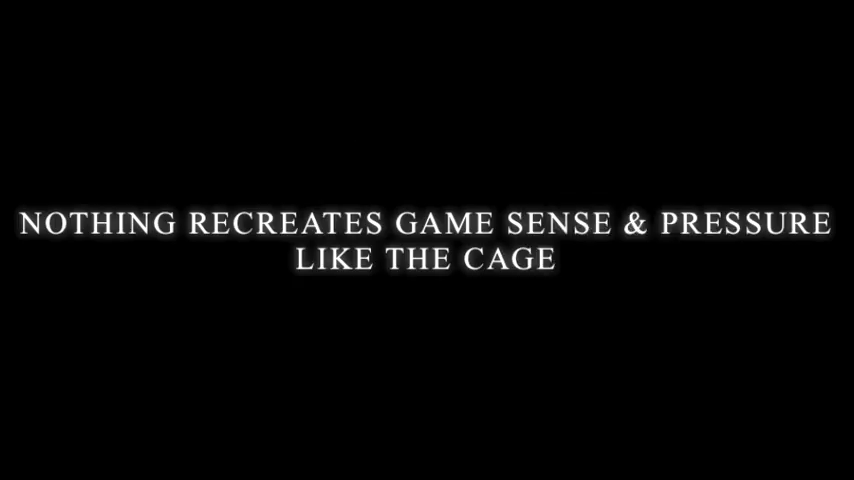 NOTHING RECREATES GAME SENSE & PRESSURE
LIKE THE CAGE